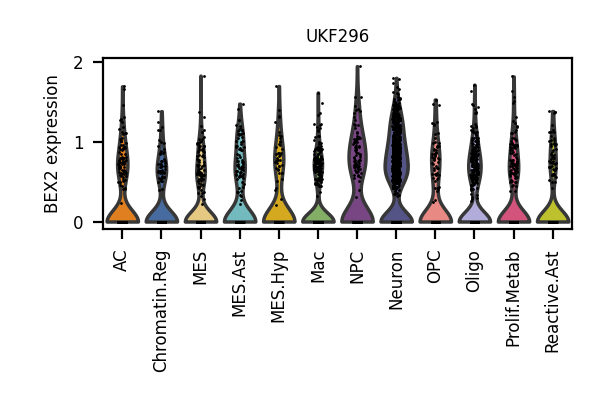 UKF296
BEX2 expression
2
1
0
AC
Chromatin.Reg
MES
MES.Ast
MES.Hyp
Mac
NPC
Neuron
OPC
Oligo
Prolif.Metab
Reactive.Ast